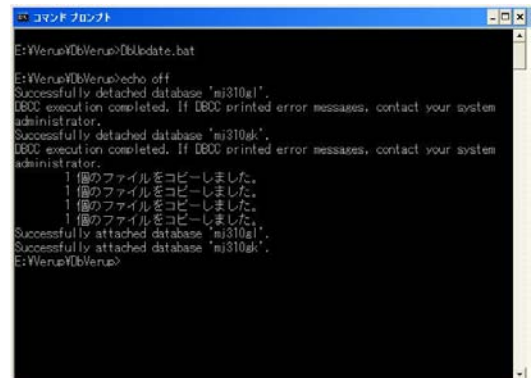 コマンド プロンプト
E:¥Verup¥DbVerup>DbUpdate.bat
E:¥Verup¥DbVerup>echo off
Successfully detached database 'mj310gl'.
DBCC execution completed. If DBCC printed error messages, contact your system
administrator.
Successfully detached database 'mj310gk'.
DBCC execution completed. If DBCC printed error messages, contact your system
administrator.
1 個のファイルをコピーしました。
1 個のファイルをコピーしました。
1 個のファイルをコピーしました。
1 個のファイルをコピーしました。
Successfully attached database 'mj310gl'.
Successfully attached database 'mj310gk'.
E:¥Verup¥DbVerup>